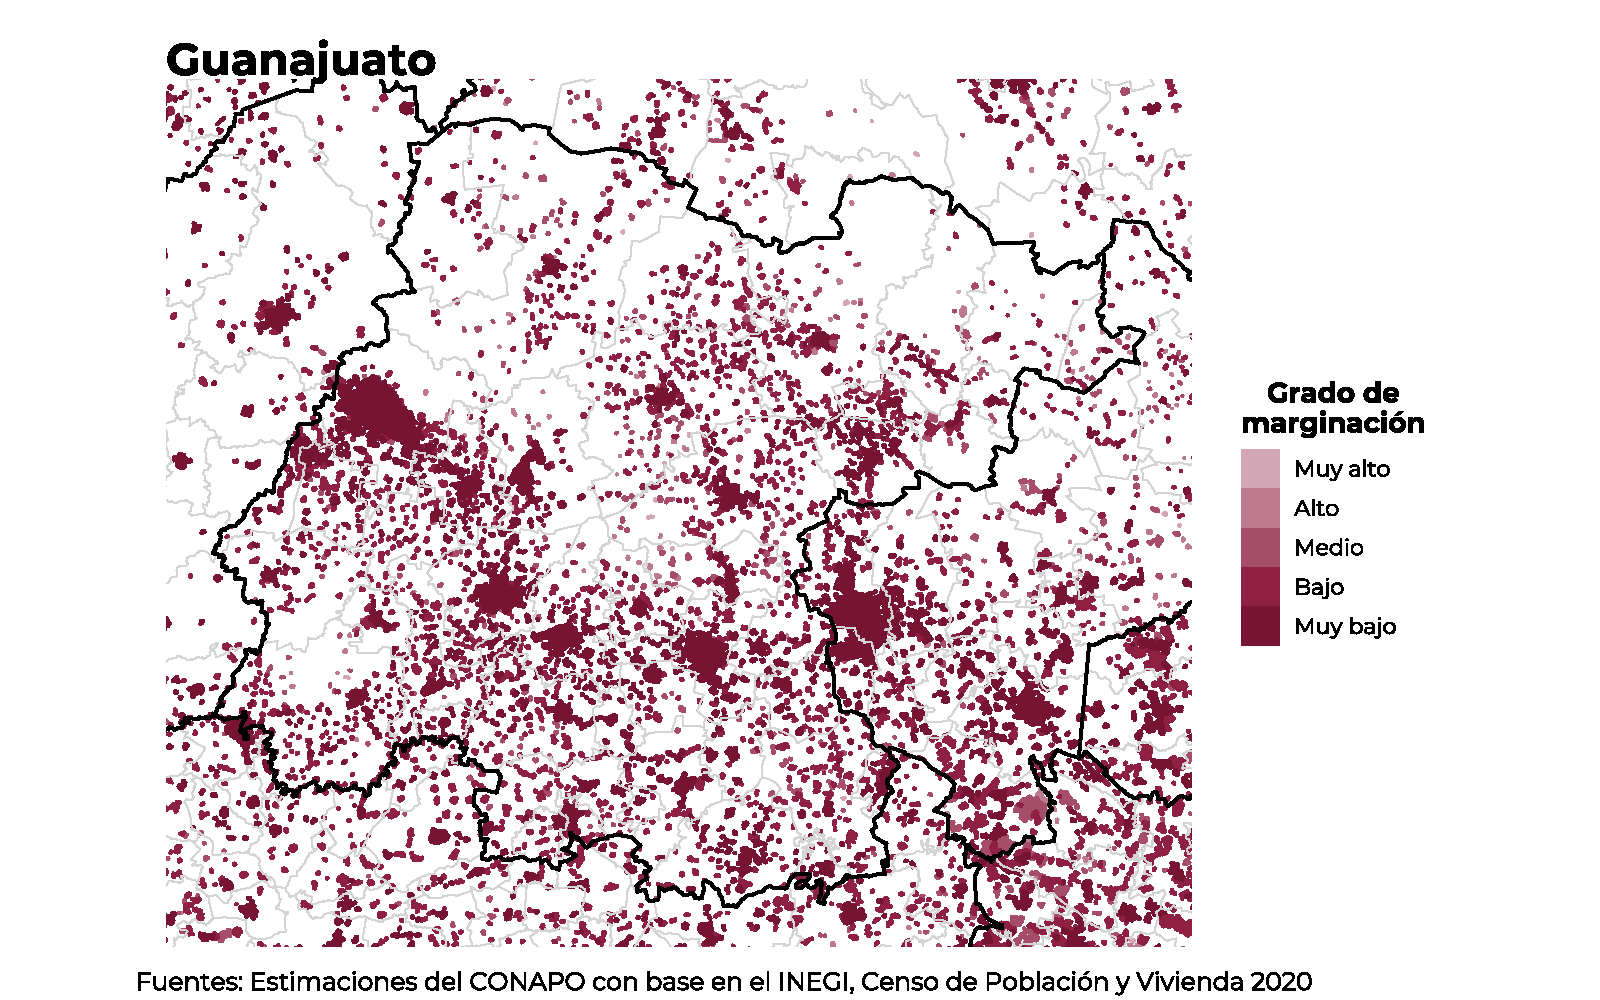 Guanajuato
Grado de
marginación
Muy alto
Alto
Medio
Bajo
Muy bajo
Fuentes: Estimaciones del CONAPO con base en el INEGI, Censo de Población y Vivienda 2020